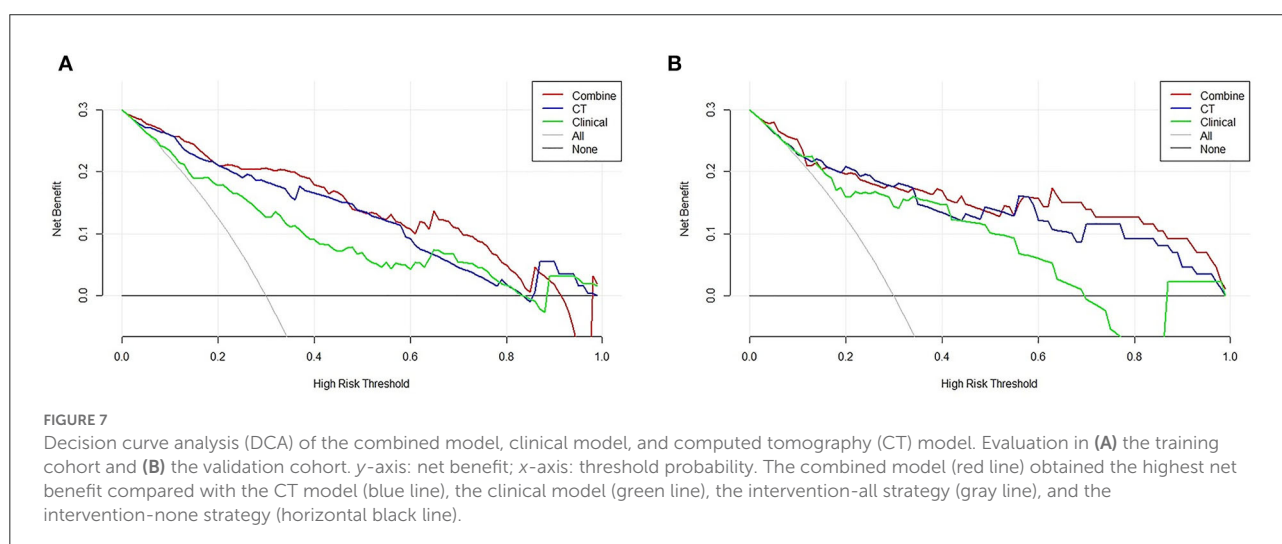 A
Combine
CT
Clinical
All
None
Net Benefit
0.3
0.2
0.1
0.0
0.0 0.2 0.4 0.6 0.8 1.0
High Risk Threshold
B
Combine
CT
Clinical
All
None
Net Benefit
0.3
0.2
0.1
0.0
0.0 0.2 0.4 0.6 0.8 1.0
High Risk Threshold
FIGURE 7
Decision curve analysis (DCA) of the combined model, clinical model, and computed tomography (CT) model. Evaluation in (A) the training
cohort and (B) the validation cohort. y-axis: net benefit; x-axis: threshold probability. The combined model (red line) obtained the highest net
benefit compared with the CT model (blue line), the clinical model (green line), the intervention-all strategy (gray line), and the
intervention-none strategy (horizontal black line).